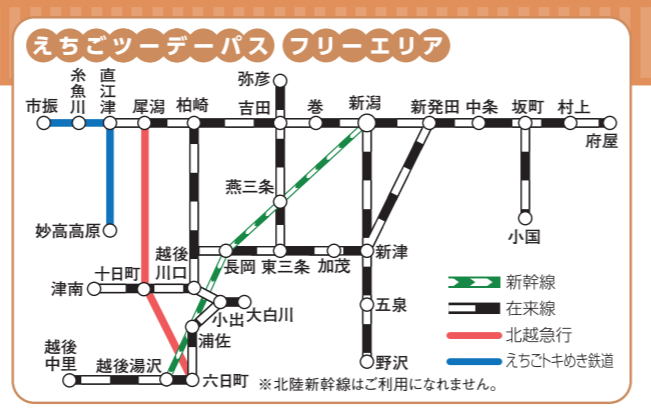 えちごツーデーパス フリーエリア
市振
糸魚川
直江津
犀潟
柏崎
弥彦
吉田
巻
新潟
新発田
中条
坂町
村上
府屋
燕三条
妙高高原
小国
越後
川口
長岡
東三条
加茂
新津
津南
十日町
小出
大白川
浦佐
五泉
越後
中里
越後湯沢
六日町
野沢
新幹線
在来線
北越急行
えちごトキめき鉄道
※北陸新幹線はご利用になれません。